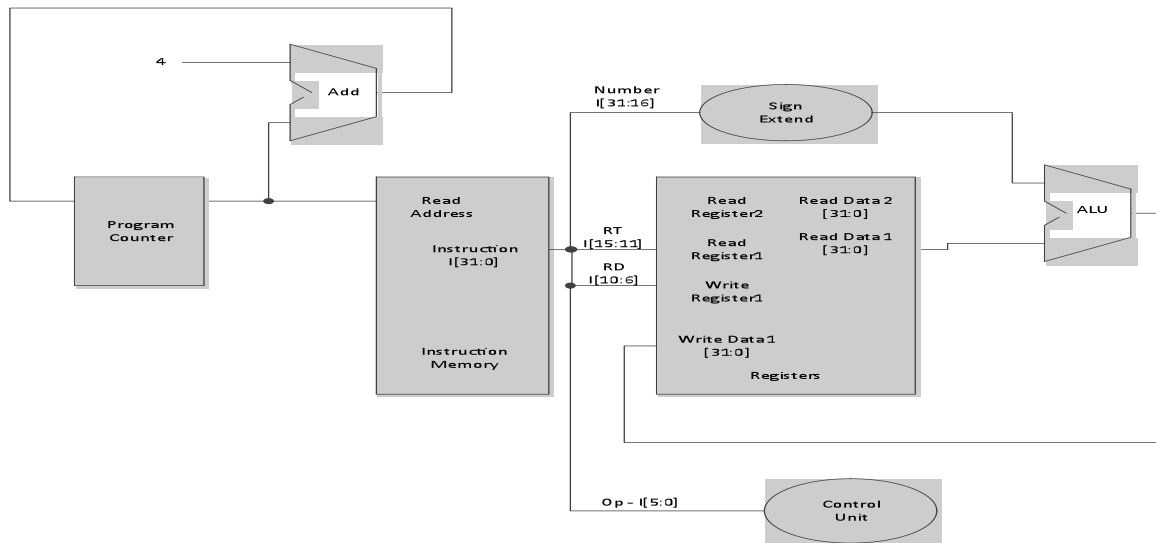 4
Add
Number
I[31:16]
Sign
Extend
Program
Counter
Read
Address
Instruction
I[31:0]
Instruction
Memory
RT
I[15:11]
RD
I[10:6]
Read
Register2
Read
Register1
Write
Register1
Write Data1
[31:0]
Read Data 2
[31:0]
Read Data1
[31:0]
Registers
ALU
Op - I[5:0]
Control
Unit